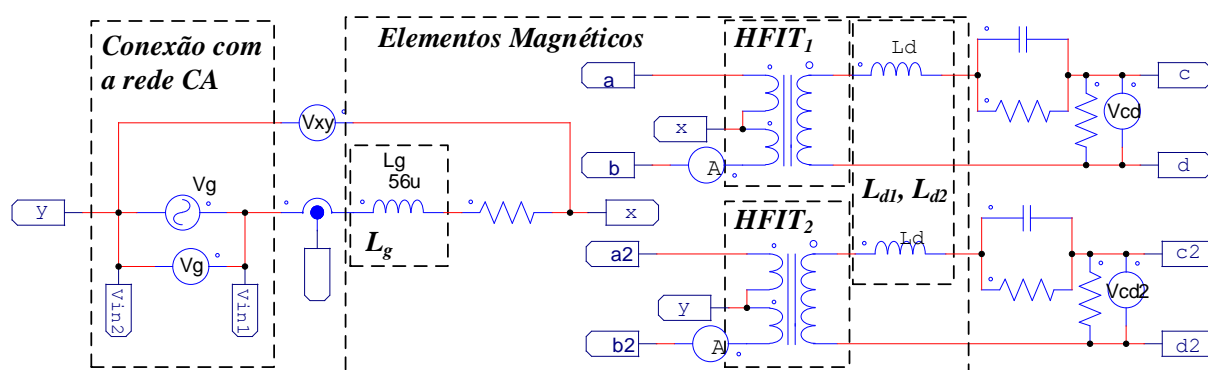 Conexão com
a rede CA
Elementos Magnéticos
HFIT1
Ld
a
c
Vxy
x
Vcd
b
A
d
Lg
56u
Vg
y
x
Ld1, Ld2
Lg
HFIT2
Vg
a2
Ld
c2
Vin2
Vin1
y
Vcd2
b2
A
d2